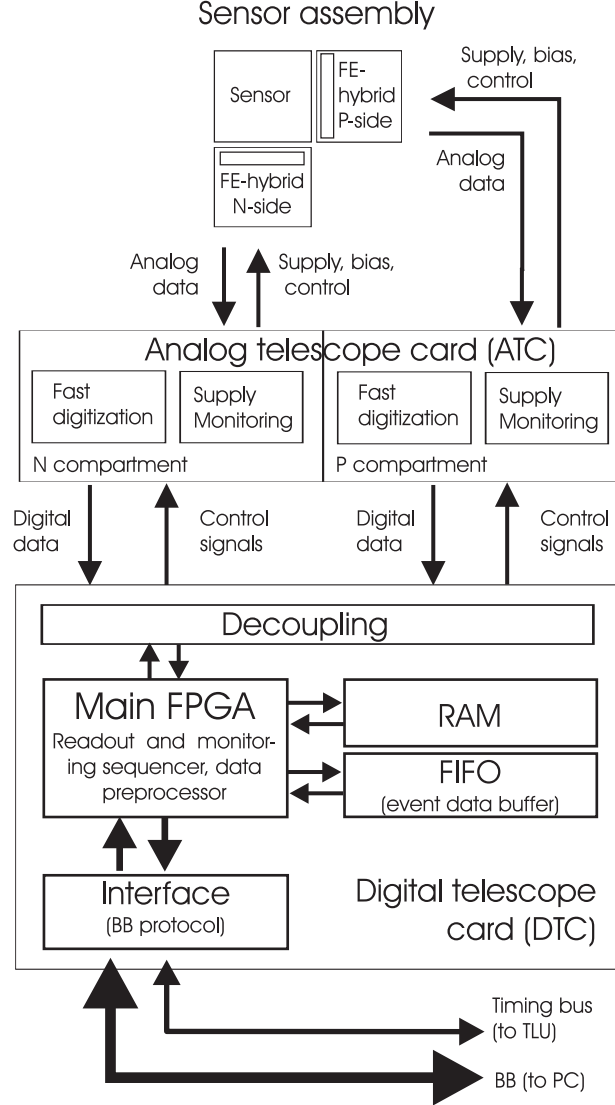 Sensor assembly
Sensor
FE-
hybrid
P-side
Supply, bias,
control
FE-hybrid
N-side
Analog
data
Analog
data
Supply, bias,
control
Analog telescope card (ATC)
Fast
digitization
Supply
Monitoring
Fast
digitization
Supply
Monitoring
N compartment
P compartment
Digital
data
Control
signals
Digital
data
Control
signals
Decoupling
Main FPGA
Readout and monitor-
ing sequencer, data
preprocessor
RAM
FIFO
(event data buffer)
Interface
(BB protocol)
Digital telescope
card (DTC)
Timing bus
(to TLU)
BB (to PC)